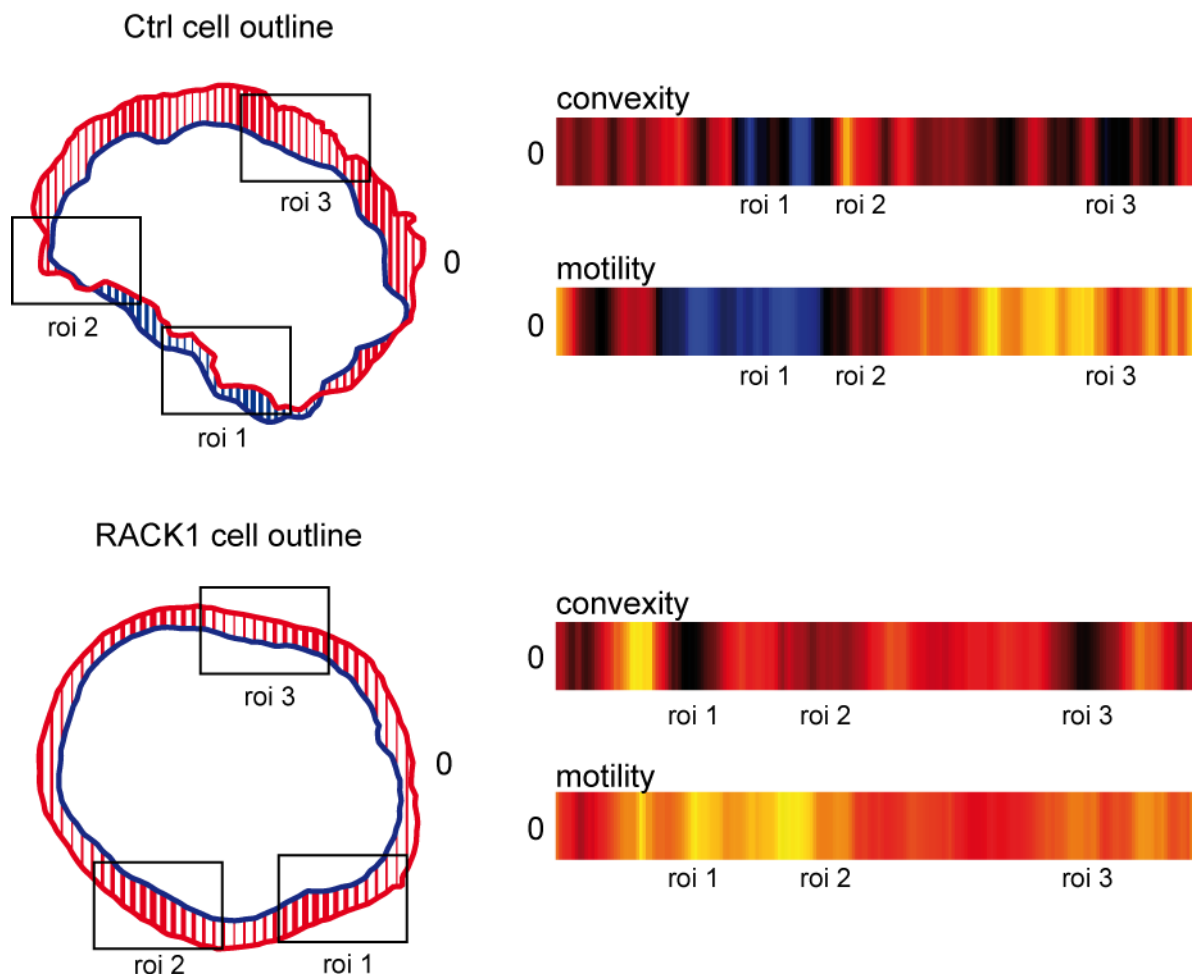 Ctrl cell outline
roi 3
0
roi 2
roi 1
convexity
0
roi 1 roi 2 roi 3
motility
0
roi 1 roi 2 roi 3
RACK1 cell outline
roi 3
0
roi 2 roi 1
convexity
0
roi 1 roi 2 roi 3
motility
0
roi 1 roi 2 roi 3